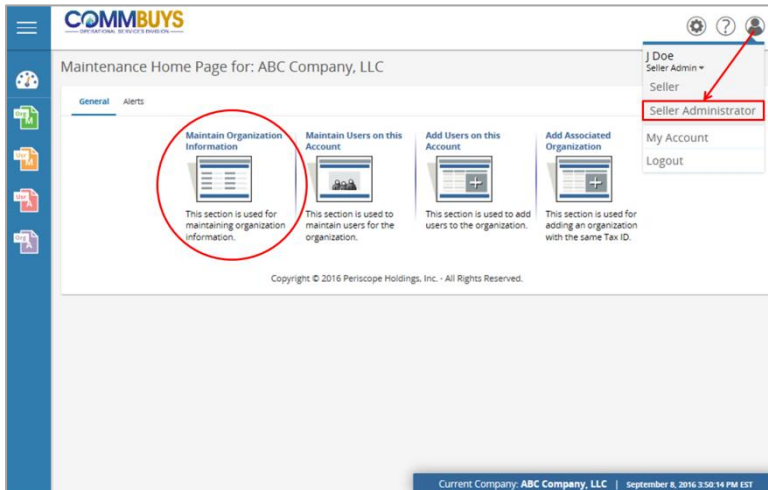 COMMBUYS
OPERATIONAL SERVICES DIVISION
J Doe
Seller Admin
Seller
Seller Administrator
My Account
Logout
Maintenance Home Page for: ABC Company, LLC
General Alerts
Maintain Organization
Information
This section is used for
maintaining organization
information.
Maintain Users on this
Account
This section is used to
maintain users for the
organization.
Add Users on this
Account
This section is used to add
users to the organization.
Add Associated
Organization
This section is used for
adding an organization
with the same Tax ID.
Copyright © 2016 Periscope Holdings, Inc. - All Rights Reserved.
Org M
Usr M
Usr A
Org A
Current Company: ABC Company, LLC | September 8, 2016 3:50:14 PM EST